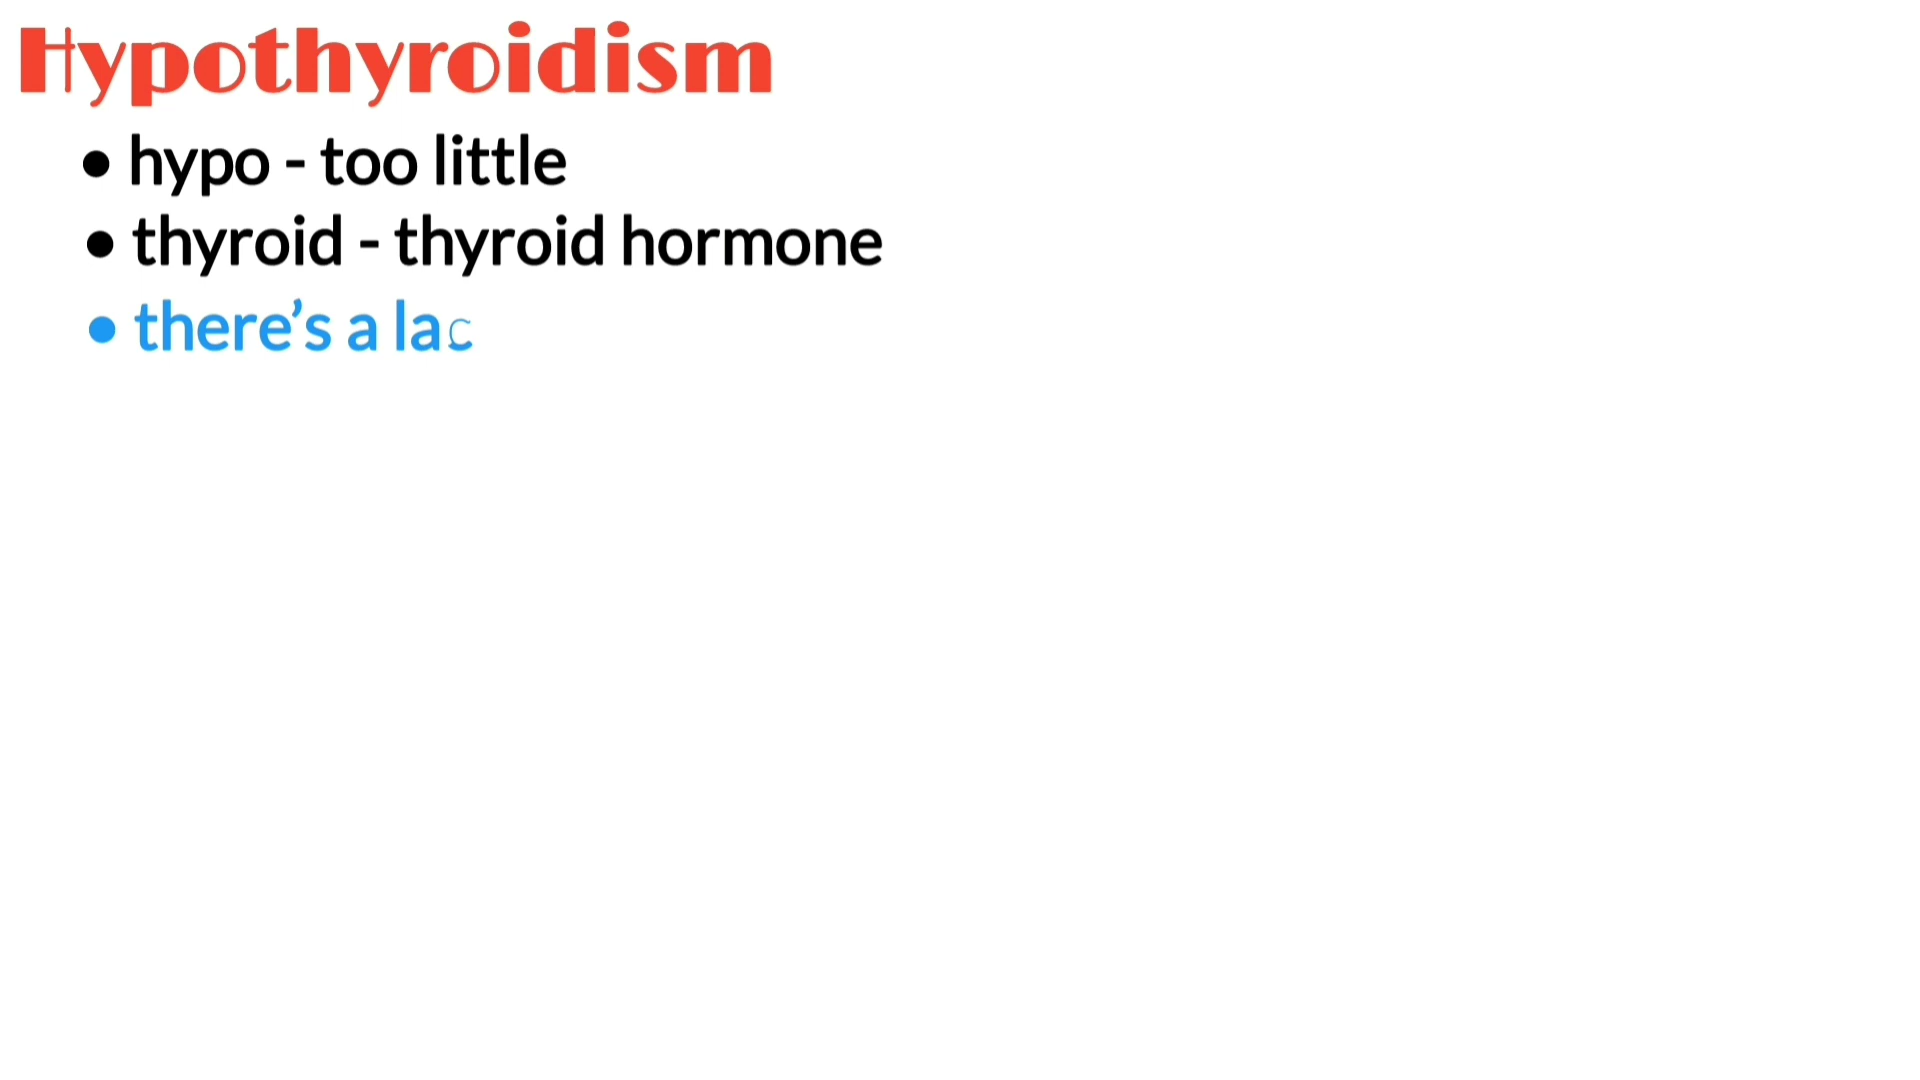 Hypothyroidism
• hypo - too little
• thyroid - thyroid hormone
• there’s a lac